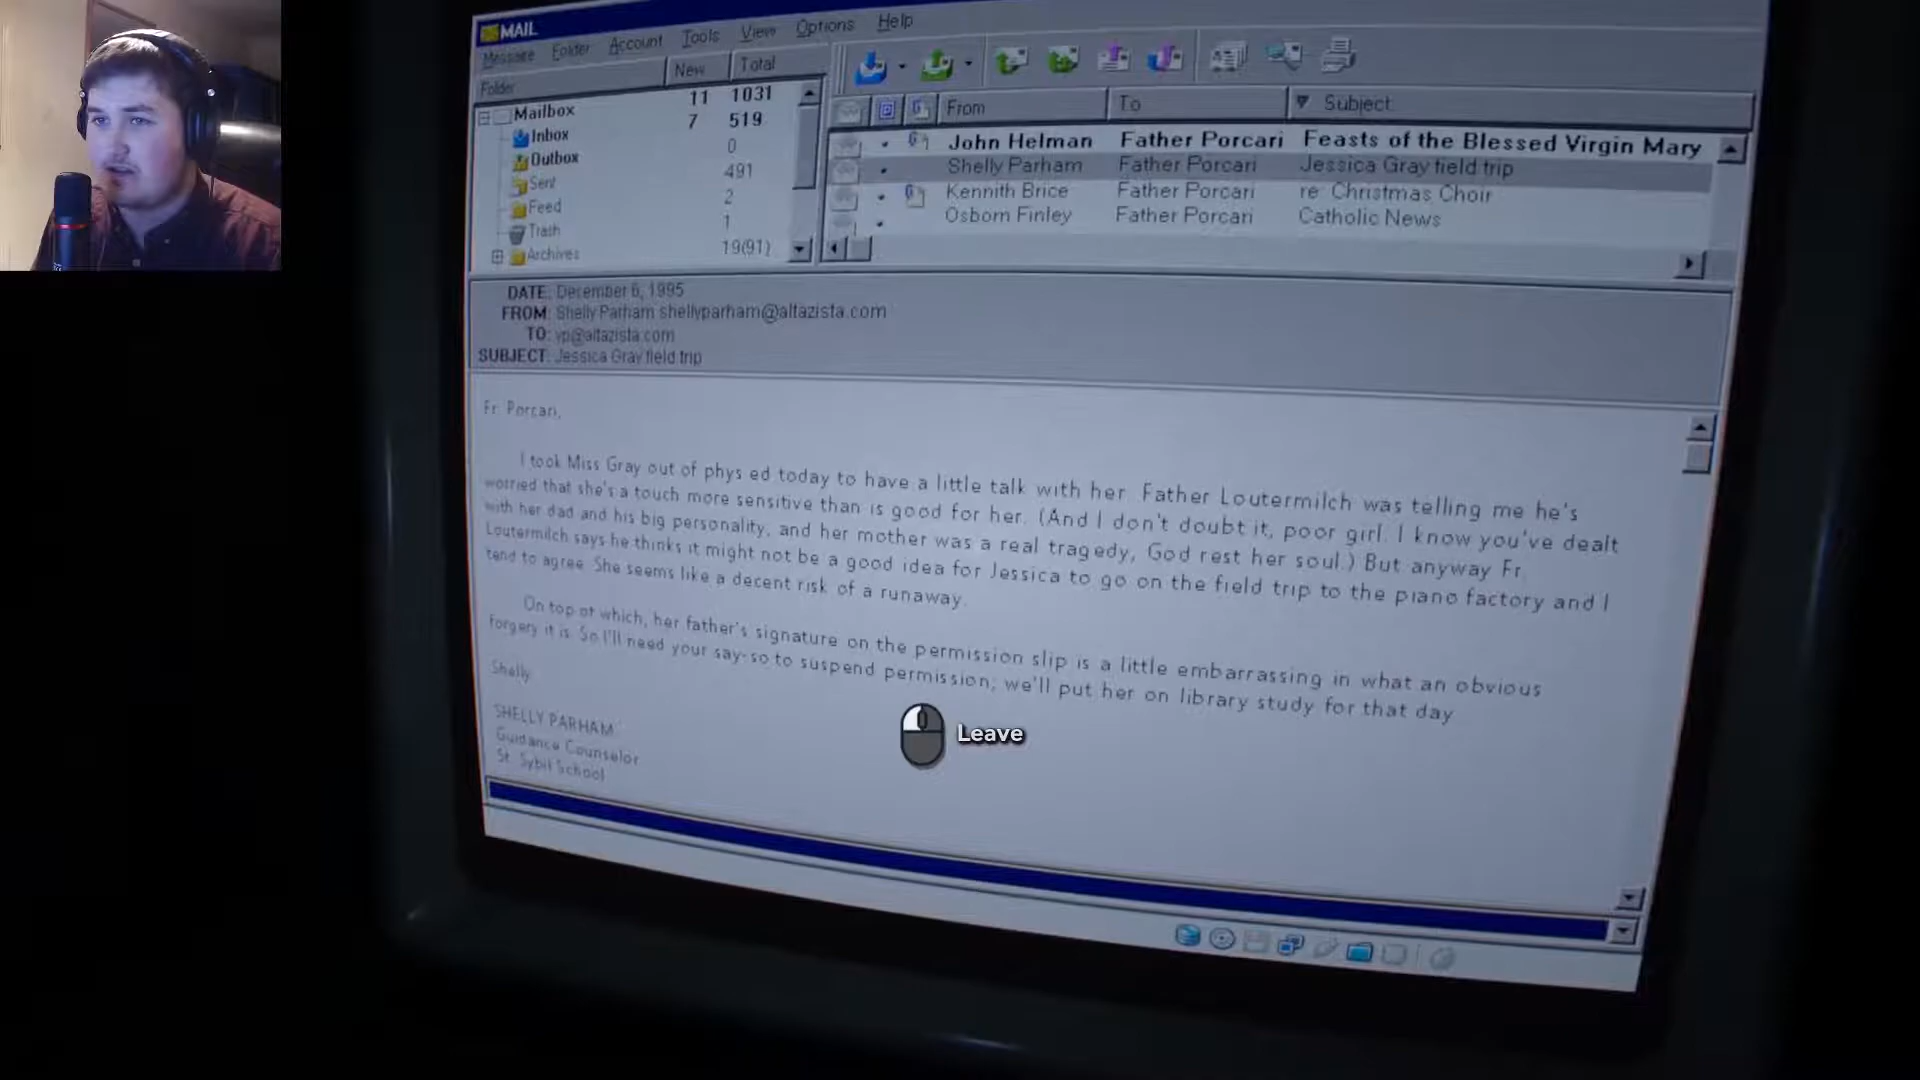 MAIL
Message Folder Account Tools View Options Help
Folder New Total
Mailbox 11 1031
Inbox 7 519
Outbox 0
Sent 491
Feed 2
Trash 1
Archives 19(91)
From To Subject
John Helman Father Porcari Feasts of the Blessed Virgin Mary
Shelly Parham Father Porcari Jessica Gray field trip
Kennith Brice Father Porcari re: Christmas Choir
Osborn Finley Father Porcari Catholic News
DATE: December 6, 1995
FROM: Shelly Parham shellyparham@altazista.com
TO: vp@altazista.com
SUBJECT: Jessica Gray field trip
Fr. Porcari,
I took Miss Gray out of phys ed today to have a little talk with her. Father Loutermilch was telling me he's
worried that she's a touch more sensitive than is good for her. (And I don't doubt it, poor girl. I know you've dealt
with her dad and his big personality, and her mother was a real tragedy, God rest her soul.) But anyway Fr.
Loutermilch says he thinks it might not be a good idea for Jessica to go on the field trip to the piano factory and I
tend to agree. She seems like a decent risk of a runaway.
On top of which, her father's signature on the permission slip is a little embarrassing in what an obvious
forgery it is. So I'll need your say-so to suspend permission; we'll put her on library study for that day
Shelly
SHELLY PARHAM
Guidance Counselor
St. Sybil School
Leave